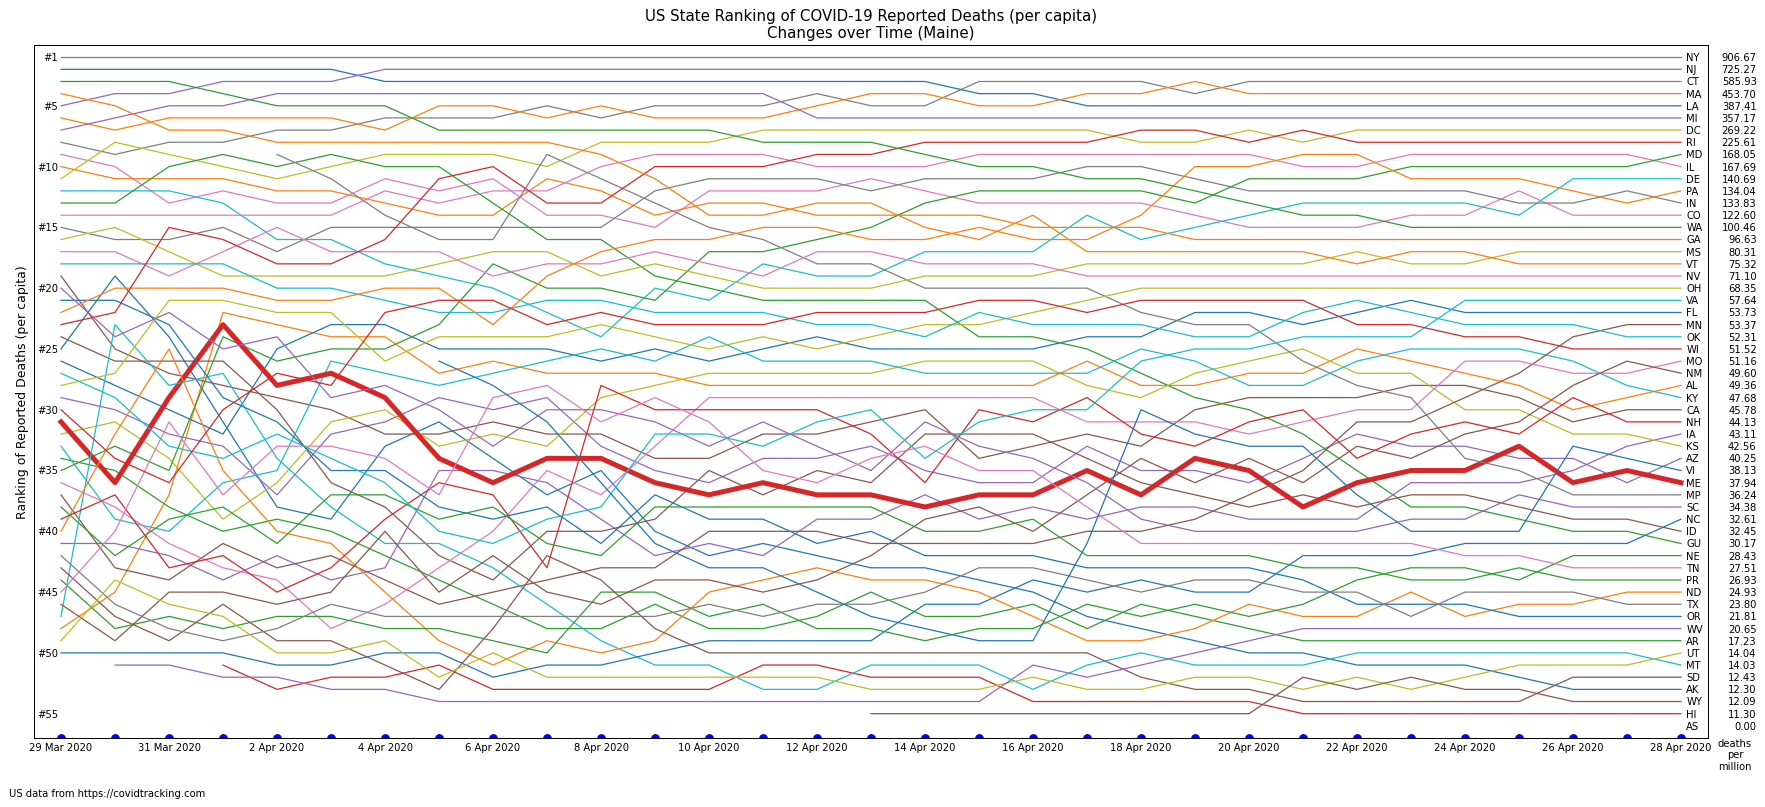 US State Ranking of COVID-19 Reported Deaths (per capita)
Changes over Time (Maine)
Ranking of Reported Deaths (per capita)
#1
#5
#10
#15
#20
#25
#30
#35
#40
#45
#50
#55
NY 906.67
NJ 725.27
CT 585.93
MA 453.70
LA 387.41
MI 357.17
DC 269.22
RI 225.61
MD 168.05
IL 167.69
DE 140.69
PA 134.04
IN 133.83
CO 122.60
WA 100.46
GA 96.63
MS 80.31
VT 75.32
NV 71.10
OH 68.35
VA 57.64
FL 53.73
MN 53.37
OK 52.31
WI 51.52
MO 51.16
NM 49.60
AL 49.36
KY 47.68
CA 45.78
NH 44.13
IA 43.11
KS 42.56
AZ 40.25
VI 38.13
ME 37.94
MP 36.24
SC 34.38
NC 32.61
ID 32.45
GU 30.17
NE 28.43
TN 27.51
PR 26.93
ND 24.93
TX 23.80
OR 21.81
WV 20.65
AR 17.23
UT 14.04
MT 14.03
SD 12.43
AK 12.30
WY 12.09
HI 11.30
AS 0.00
29 Mar 2020 31 Mar 2020 2 Apr 2020 4 Apr 2020 6 Apr 2020 8 Apr 2020 10 Apr 2020 12 Apr 2020 14 Apr 2020 16 Apr 2020 18 Apr 2020 20 Apr 2020 22 Apr 2020 24 Apr 2020 26 Apr 2020 28 Apr 2020
deaths
per
million
US data from https://covidtracking.com